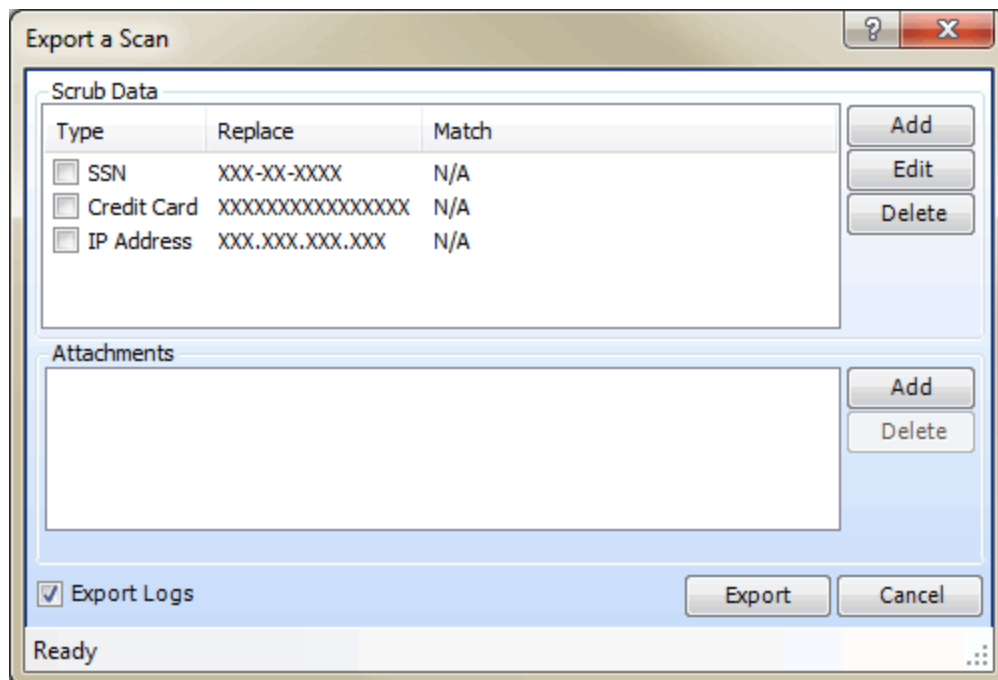 Export a Scan
?
Scrub Data
Type Replace Match
SSN XXX-XX-XXXX N/A
Credit Card XXXXXXXXXXXXXXXX N/A
IP Address XXX.XXX.XXX.XXX N/A
Add
Edit
Delete
Attachments
Add
Delete
Export Logs
Export
Cancel
Ready